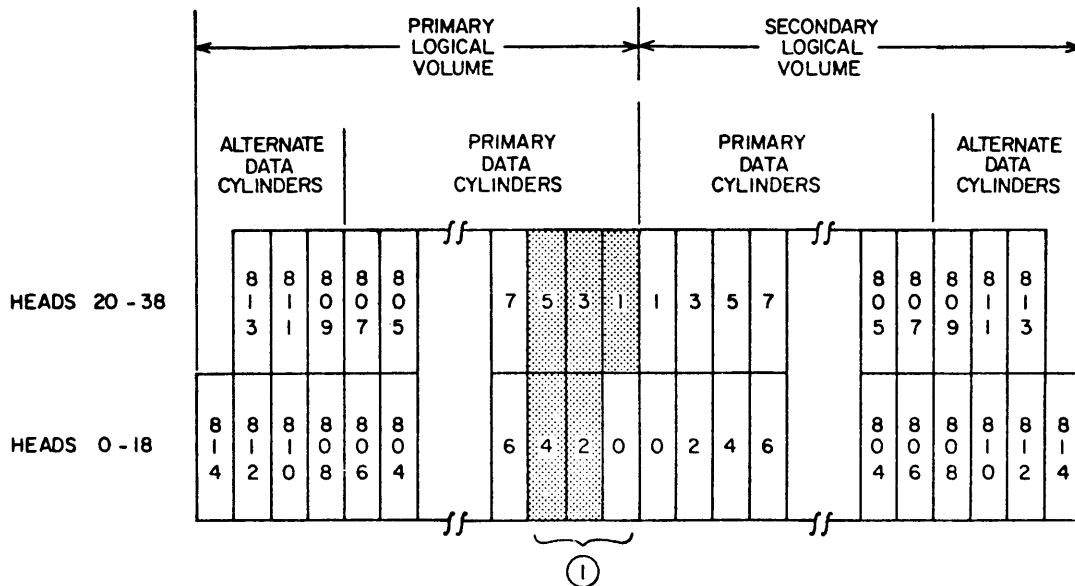 PRIMARY
LOGICAL
VOLUME
SECONDARY
LOGICAL
VOLUME
ALTERNATE
DATA
CYLINDERS
PRIMARY
DATA
CYLINDERS
PRIMARY
DATA
CYLINDERS
ALTERNATE
DATA
CYLINDERS
HEADS 20-38
813
811
809
807
805
7
5
3
1
1
3
5
7
805
807
809
811
813
HEADS 0-18
814
812
810
808
806
804
6
4
2
0
0
2
4
6
804
806
808
810
812
814
1